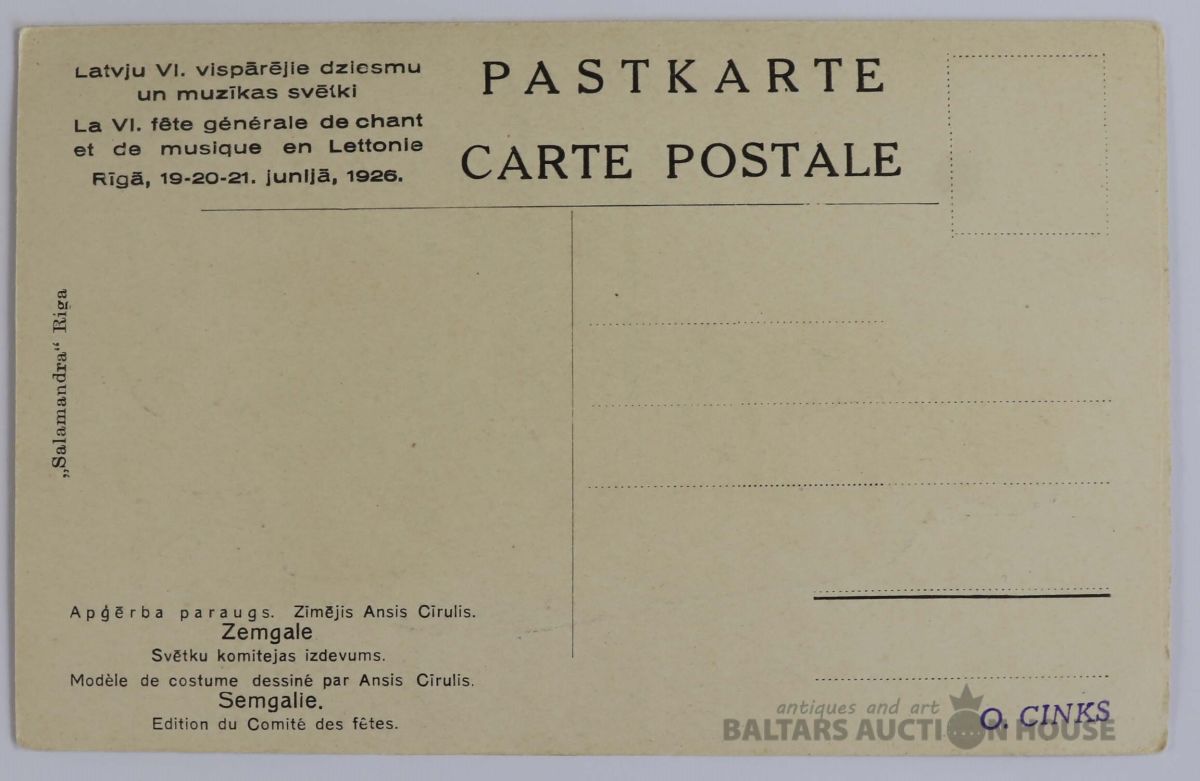 Latvju VI. vispārējie dziesmu
un muzīkas svētki
La VI. fête générale de chant
et de musique en Lettonie
Rīgā, 19-20-21. junijā, 1926.
PASTKARTE
CARTE POSTALE
„Salamandra“ Riga
Apģērba paraugs. Zīmējis Ansis Cīrulis.
Zemgale
Svētku komitejas izdevums.
Modèle de costume dessiné par Ansis Cīrulis.
Semgalie.
Edition du Comité des fêtes.
antiques and art
BALTARS AUCTION HOUSE
O. CINKS